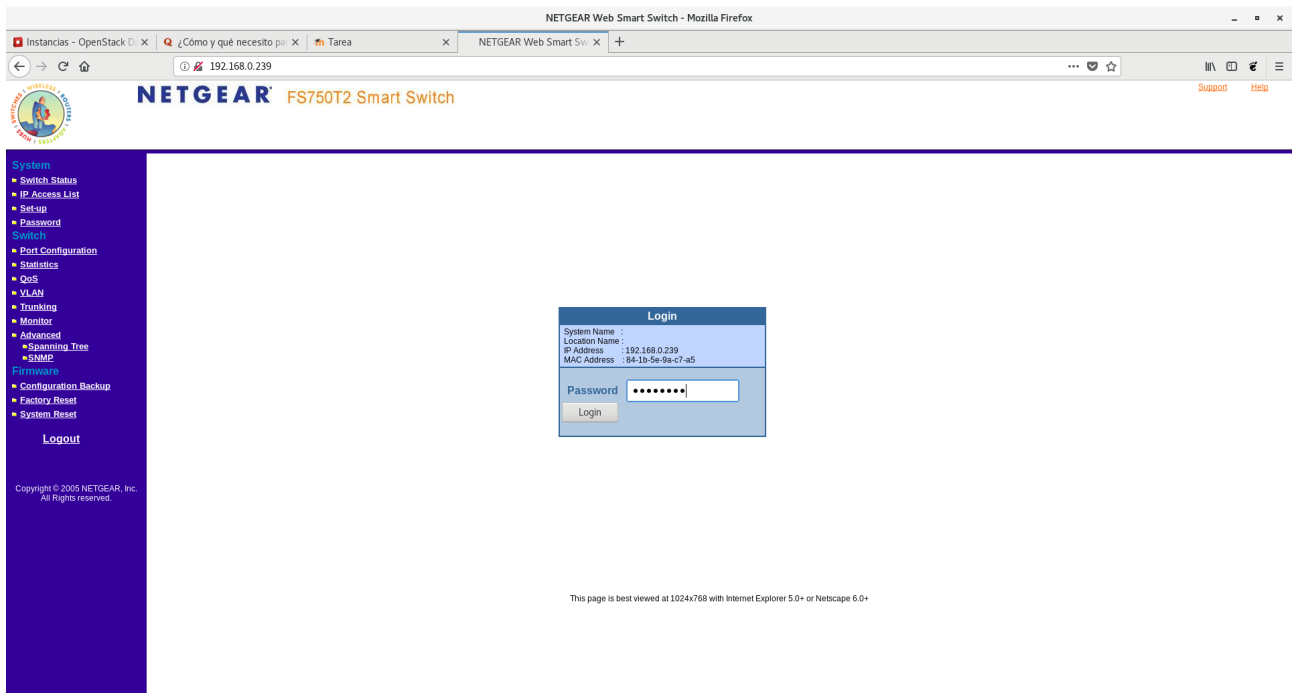 NETGEAR Web Smart Switch - Mozilla Firefox
Instancias - OpenStack D
¿Cómo y qué necesito pa
Tarea
NETGEAR Web Smart Sw
192.168.0.239
SWITCHES | WIRELESS | ROUTERS | ADAPTERS | HUBS
NETGEAR FS750T2 Smart Switch
Support Help
System
Switch Status
IP Access List
Set-up
Password
Switch
Port Configuration
Statistics
QoS
VLAN
Trunking
Monitor
Advanced
Spanning Tree
SNMP
Firmware
Configuration Backup
Factory Reset
System Reset
Logout
Copyright © 2005 NETGEAR, Inc.
All Rights reserved.
Login
System Name :
Location Name :
IP Address : 192.168.0.239
MAC Address : 84-1b-5e-9a-c7-a5
Password ••••••••
Login
This page is best viewed at 1024x768 with Internet Explorer 5.0+ or Netscape 6.0+